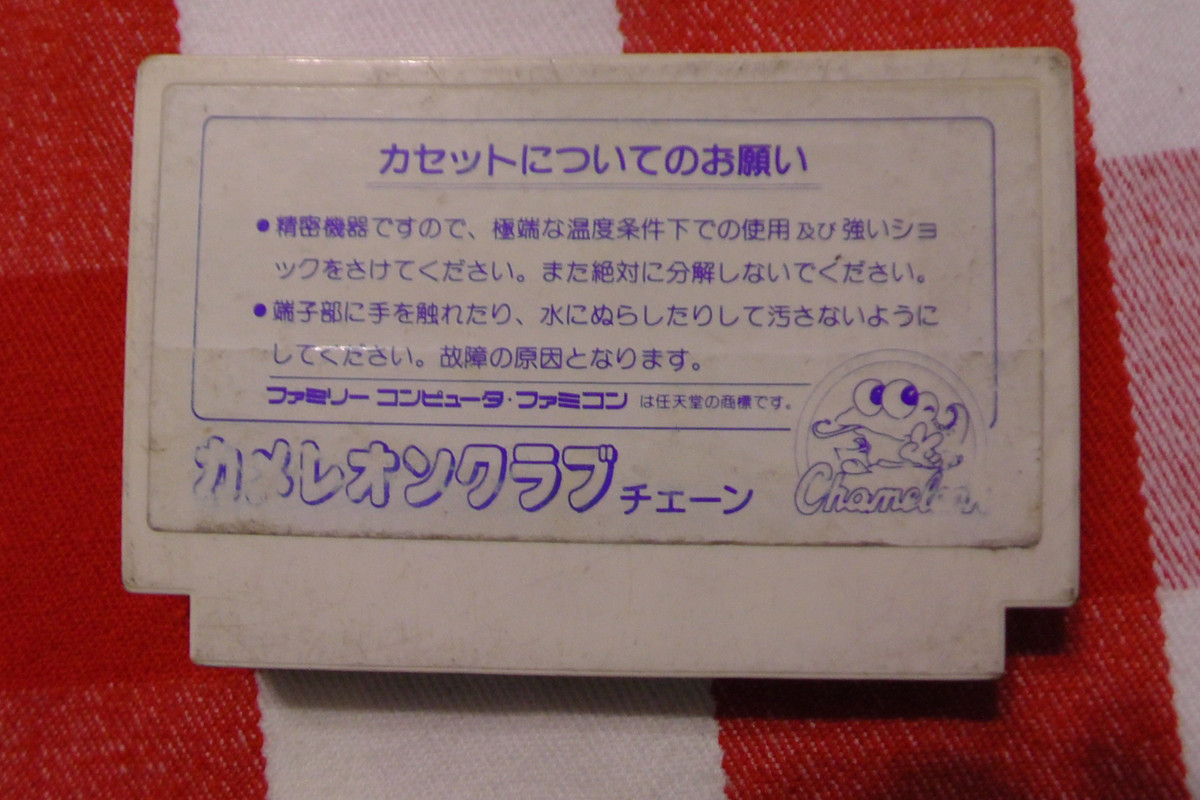 カセットについてのお願い
●精密機器ですので、極端な温度条件下での使用及び強いショ
ックをさけてください。また絶対に分解しないでください。
●端子部に手を触れたり、水にぬらしたりして汚さないように
してください。故障の原因となります。
ファミリーコンピュータ・ファミコン は任天堂の商標です。
カメレオンクラブチェーン
Chameleon